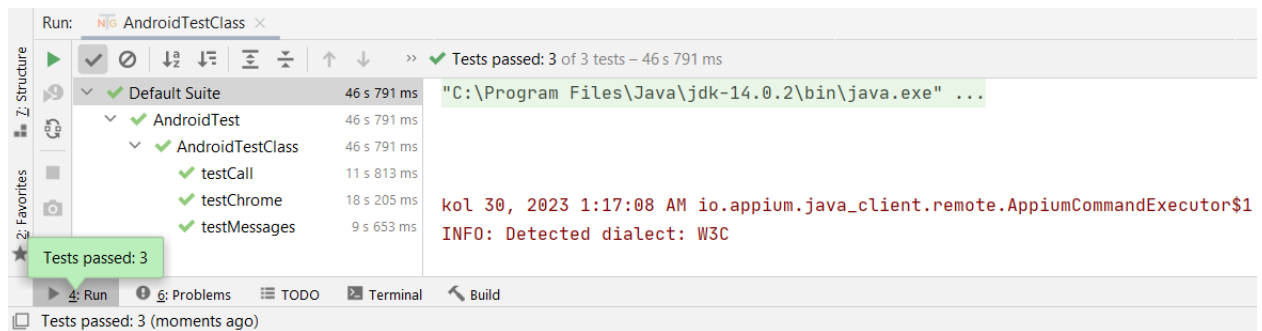 Run: NG AndroidTestClass ×
» Tests passed: 3 of 3 tests – 46 s 791 ms
Default Suite 46 s 791 ms
AndroidTest 46 s 791 ms
AndroidTestClass 46 s 791 ms
testCall 11 s 813 ms
testChrome 18 s 205 ms
testMessages 9 s 653 ms
"C:\Program Files\Java\jdk-14.0.2\bin\java.exe" ...
kol 30, 2023 1:17:08 AM io.appium.java_client.remote.AppiumCommandExecutor$1
INFO: Detected dialect: W3C
7: Structure
2: Favorites
Tests passed: 3
4: Run 6: Problems TODO Terminal Build
Tests passed: 3 (moments ago)